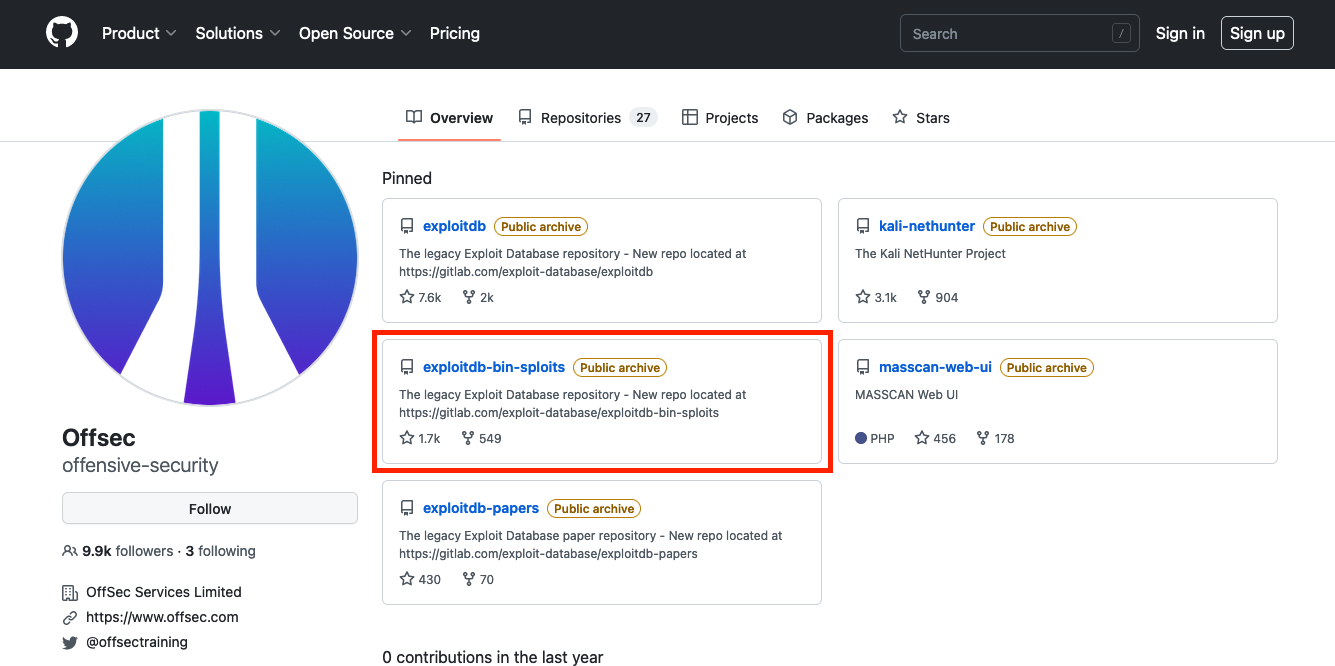 Product Solutions Open Source Pricing Search / Sign in Sign up
Overview Repositories 27 Projects Packages Stars
Pinned
exploitdb Public archive
The legacy Exploit Database repository - New repo located at
https://gitlab.com/exploit-database/exploitdb
7.6k 2k
kali-nethunter Public archive
The Kali NetHunter Project
3.1k 904
exploitdb-bin-sploits Public archive
The legacy Exploit Database repository - New repo located at
https://gitlab.com/exploit-database/exploitdb-bin-sploits
1.7k 549
masscan-web-ui Public archive
MASSCAN Web UI
PHP 456 178
exploitdb-papers Public archive
The legacy Exploit Database paper repository - New repo located at
https://gitlab.com/exploit-database/exploitdb-papers
430 70
0 contributions in the last year
Offsec
offensive-security
Follow
9.9k followers · 3 following
OffSec Services Limited
https://www.offsec.com
@offsectraining